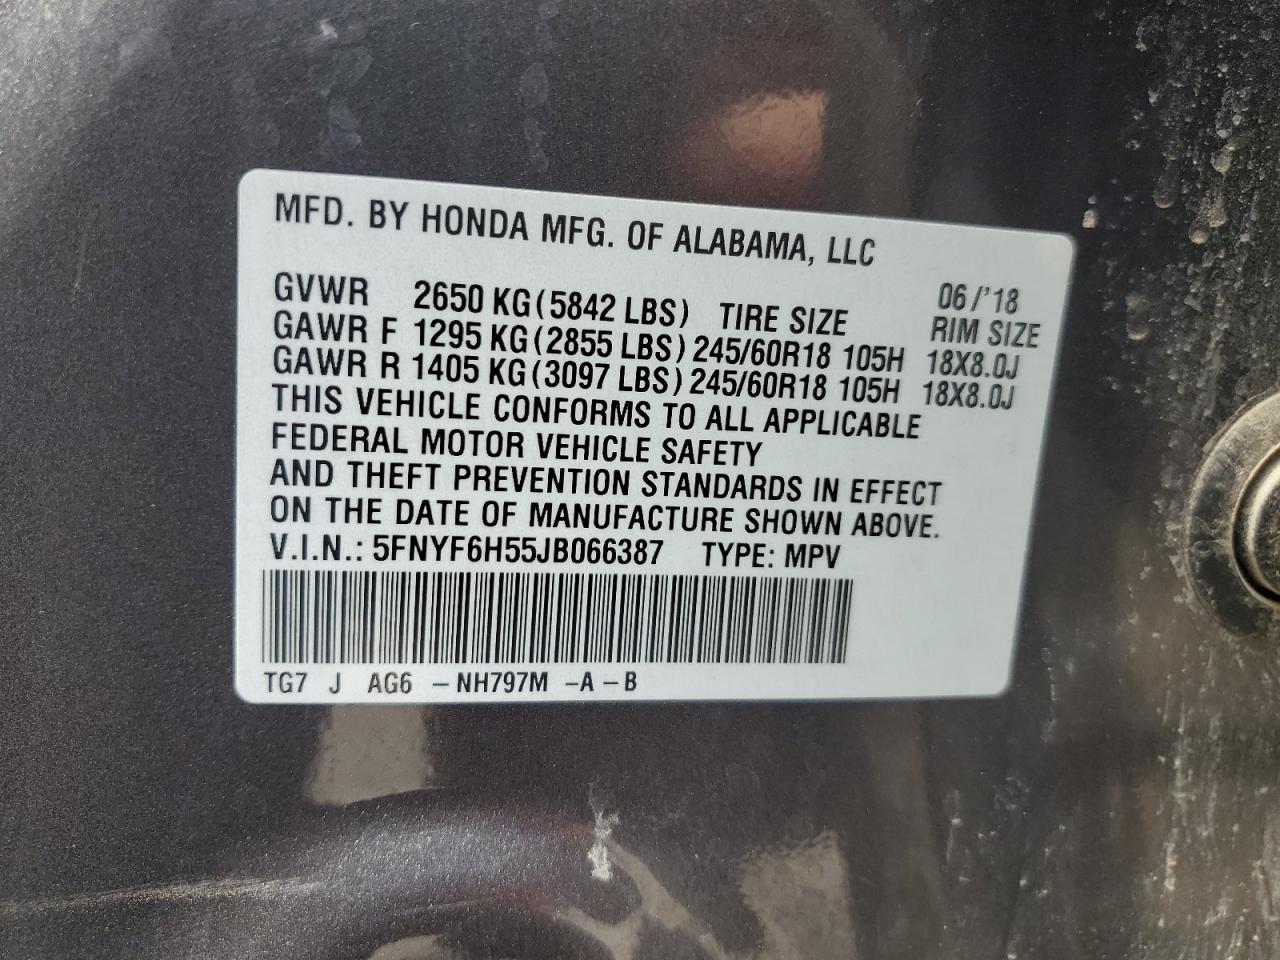 MFD. BY HONDA MFG. OF ALABAMA, LLC
06/'18
GVWR 2650 KG (5842 LBS) TIRE SIZE RIM SIZE
GAWR F 1295 KG (2855 LBS) 245/60R18 105H 18X8.0J
GAWR R 1405 KG (3097 LBS) 245/60R18 105H 18X8.0J
THIS VEHICLE CONFORMS TO ALL APPLICABLE
FEDERAL MOTOR VEHICLE SAFETY
AND THEFT PREVENTION STANDARDS IN EFFECT
ON THE DATE OF MANUFACTURE SHOWN ABOVE.
V.I.N.: 5FNYF6H55JB066387 TYPE: MPV
TG7 J AG6 -NH797M -A-B